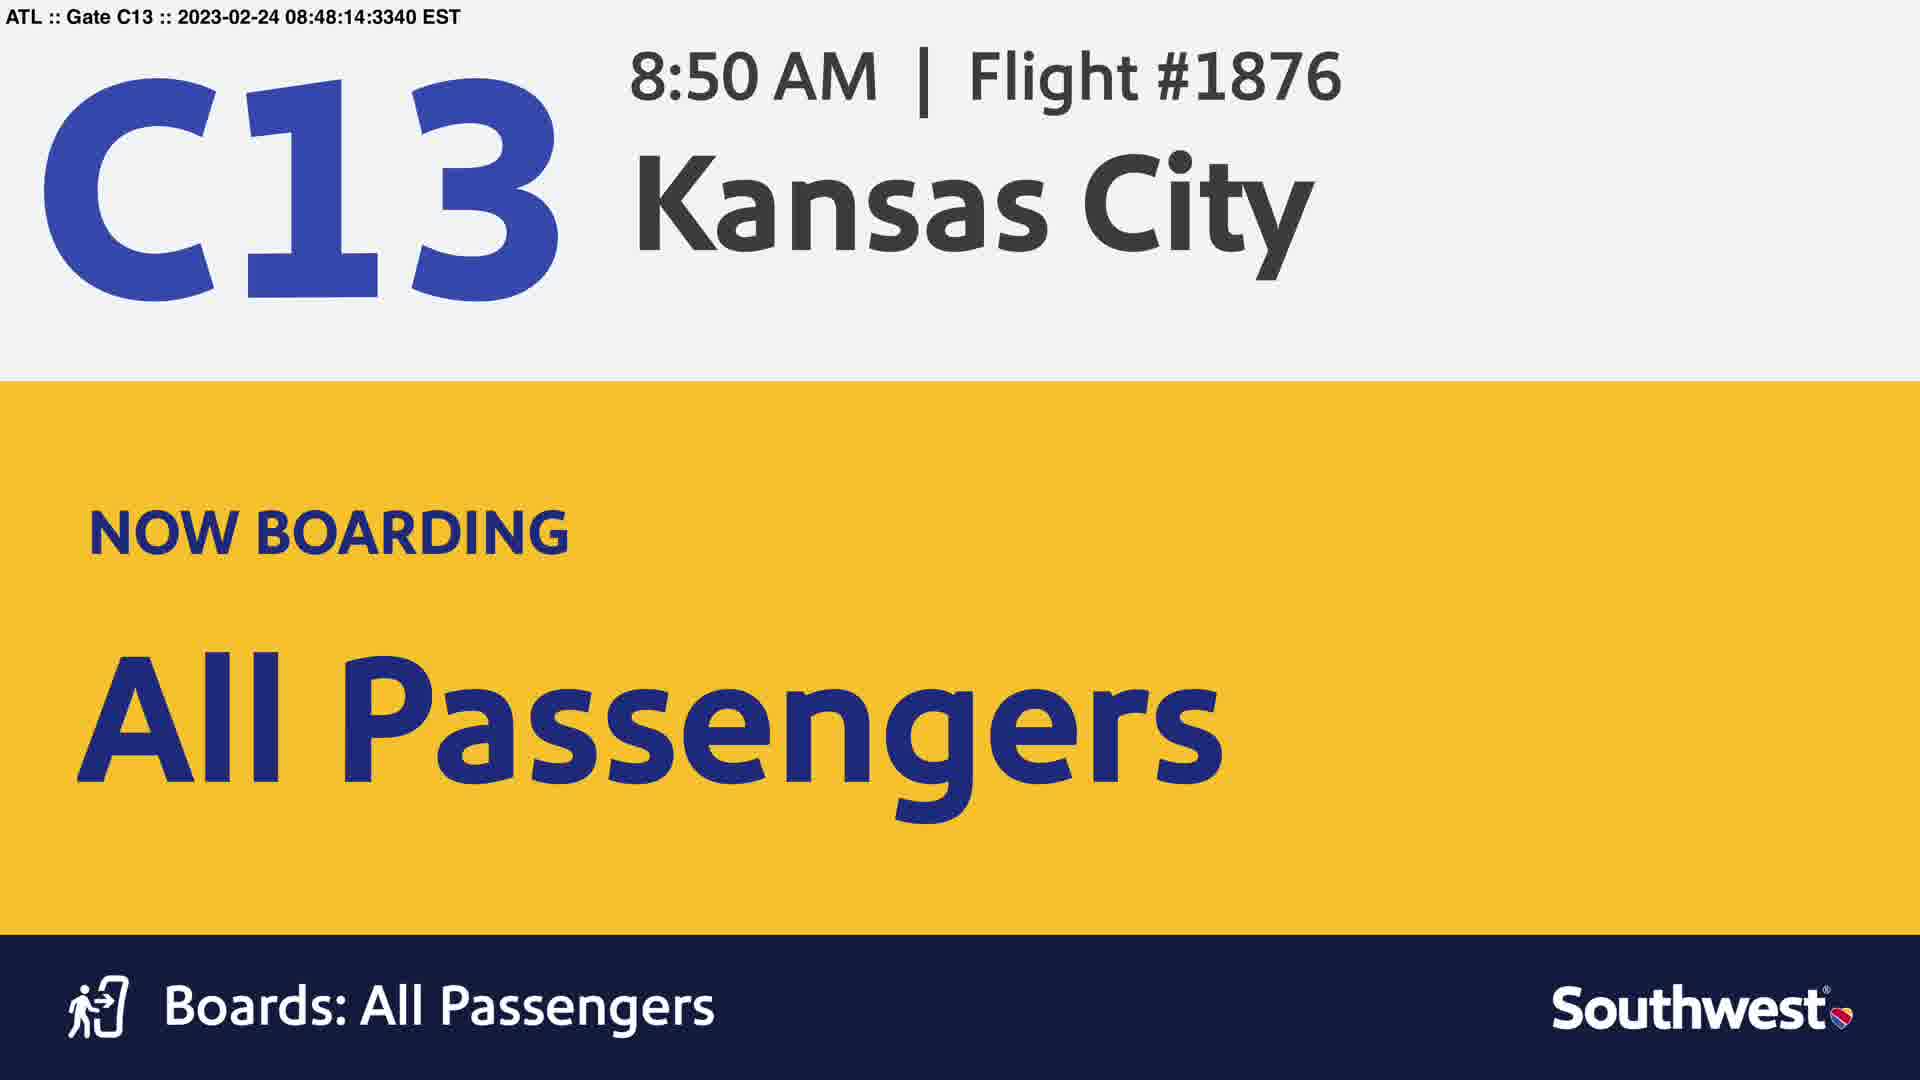 ATL :: Gate C13 :: 2023-02-24 08:48:14:3340 EST
C13
8:50 AM | Flight #1876
Kansas City
NOW BOARDING
All Passengers
Boards: All Passengers
Southwest®